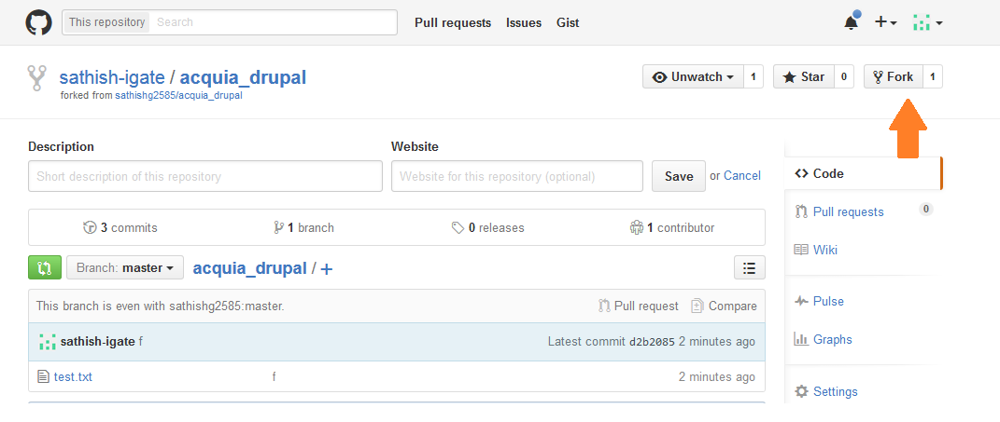 This repository Search Pull requests Issues Gist
sathish-igate / acquia_drupal Unwatch 1 Star 0 Fork 1
forked from sathishg2585/acquia_drupal
Description Website
Short description of this repository Website for this repository (optional) Save or Cancel
Code
3 commits 1 branch 0 releases 1 contributor
Pull requests 0
Wiki
Branch: master acquia_drupal / +
This branch is even with sathishg2585:master. Pull request Compare
Pulse
sathish-igate f Latest commit d2b2085 2 minutes ago
Graphs
test.txt f 2 minutes ago
Settings